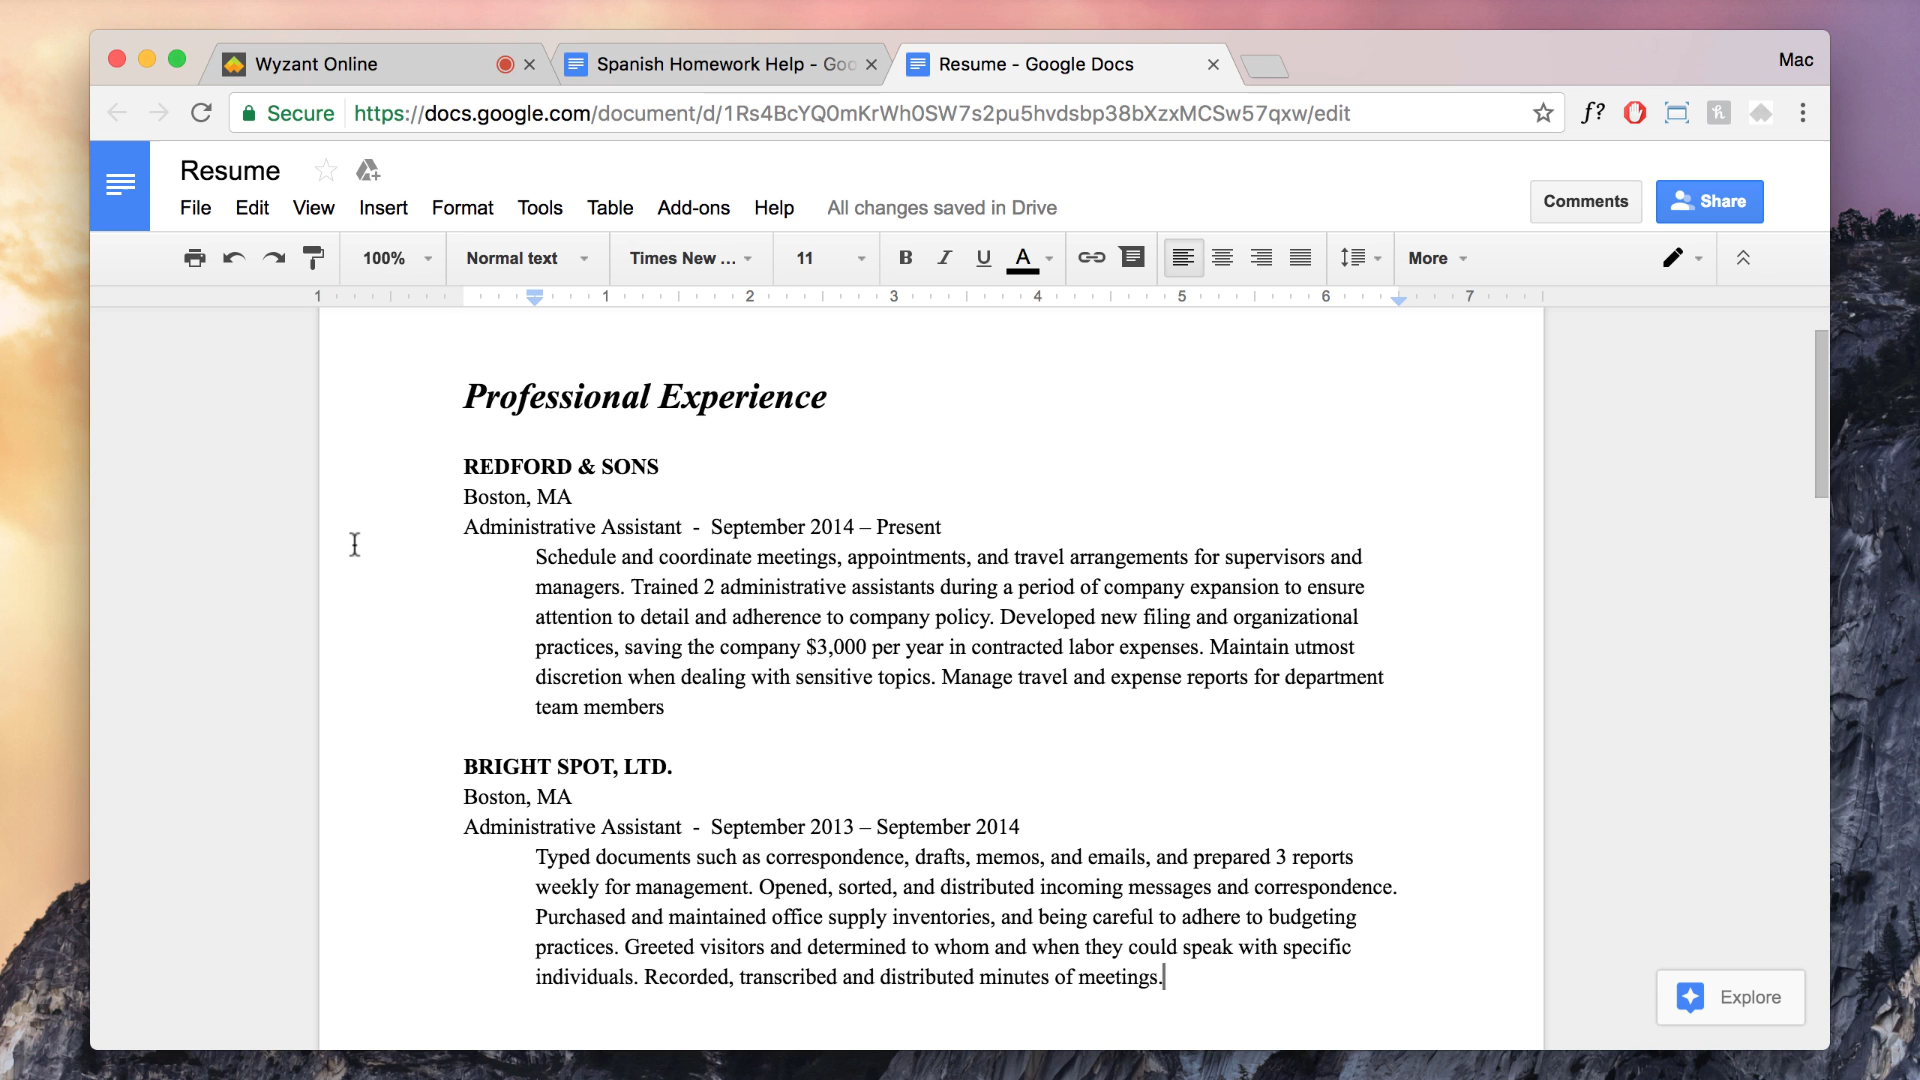 Wyzant Online
Spanish Homework Help - Goo
Resume - Google Docs
Mac
Secure https://docs.google.com/document/d/1Rs4BcYQ0mKrWh0SW7s2pu5hvdsbp38bXzxMCSw57qxw/edit
f?
Resume
File Edit View Insert Format Tools Table Add-ons Help All changes saved in Drive
Comments
Share
100% Normal text Times New ... 11 B I U A More
1 1 2 3 4 5 6 7
Professional Experience
REDFORD & SONS
Boston, MA
Administrative Assistant - September 2014 – Present
Schedule and coordinate meetings, appointments, and travel arrangements for supervisors and
managers. Trained 2 administrative assistants during a period of company expansion to ensure
attention to detail and adherence to company policy. Developed new filing and organizational
practices, saving the company $3,000 per year in contracted labor expenses. Maintain utmost
discretion when dealing with sensitive topics. Manage travel and expense reports for department
team members
BRIGHT SPOT, LTD.
Boston, MA
Administrative Assistant - September 2013 – September 2014
Typed documents such as correspondence, drafts, memos, and emails, and prepared 3 reports
weekly for management. Opened, sorted, and distributed incoming messages and correspondence.
Purchased and maintained office supply inventories, and being careful to adhere to budgeting
practices. Greeted visitors and determined to whom and when they could speak with specific
individuals. Recorded, transcribed and distributed minutes of meetings.
Explore